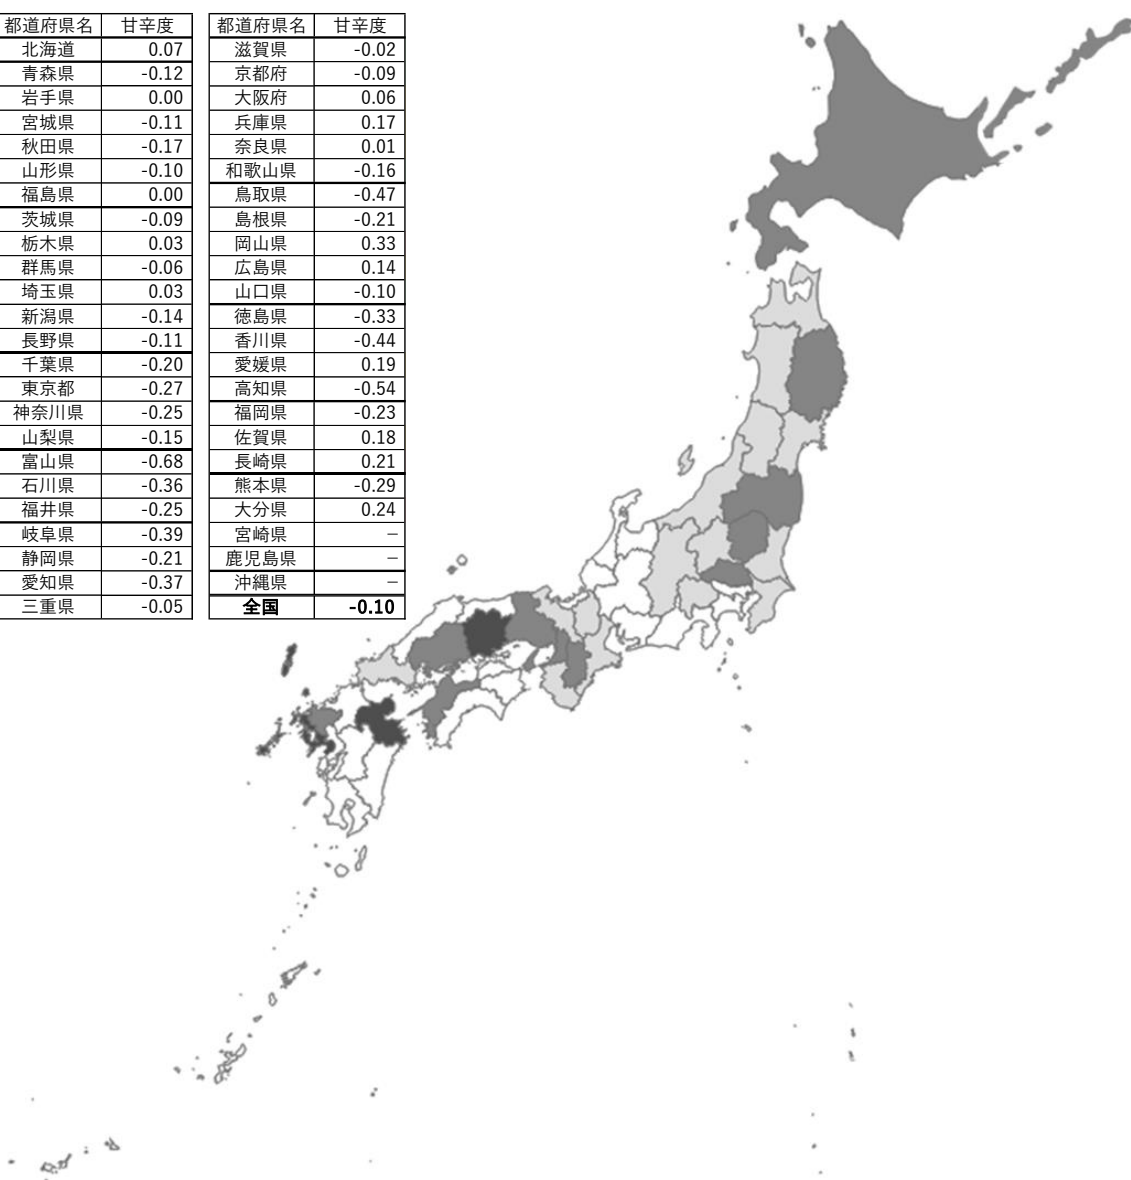 都道府県名 甘辛度
北海道 0.07
青森県 -0.12
岩手県 0.00
宮城県 -0.11
秋田県 -0.17
山形県 -0.10
福島県 0.00
茨城県 -0.09
栃木県 0.03
群馬県 -0.06
埼玉県 0.03
新潟県 -0.14
長野県 -0.11
千葉県 -0.20
東京都 -0.27
神奈川県 -0.25
山梨県 -0.15
富山県 -0.68
石川県 -0.36
福井県 -0.25
岐阜県 -0.39
静岡県 -0.21
愛知県 -0.37
三重県 -0.05
都道府県名 甘辛度
滋賀県 -0.02
京都府 -0.09
大阪府 0.06
兵庫県 0.17
奈良県 0.01
和歌山県 -0.16
鳥取県 -0.47
島根県 -0.21
岡山県 0.33
広島県 0.14
山口県 -0.10
徳島県 -0.33
香川県 -0.44
愛媛県 0.19
高知県 -0.54
福岡県 -0.23
佐賀県 0.18
長崎県 0.21
熊本県 -0.29
大分県 0.24
宮崎県 –
鹿児島県 –
沖縄県 –
全国 -0.10